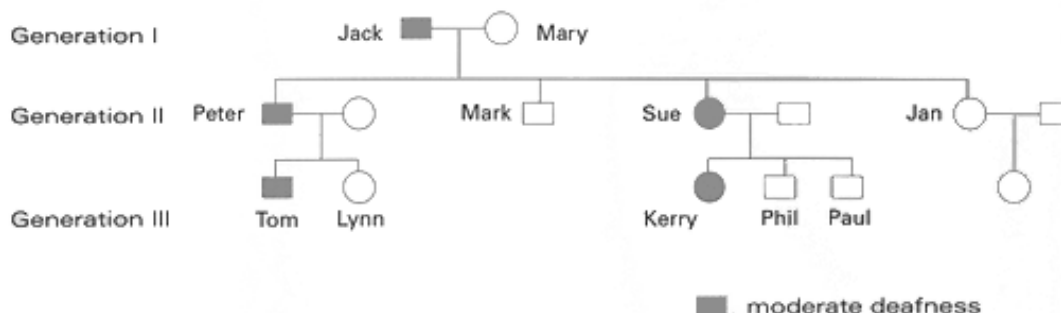 Generation I Jack Mary
Generation II Peter Mark Sue Jan
Generation III Tom Lynn Kerry Phil Paul
moderate deafness